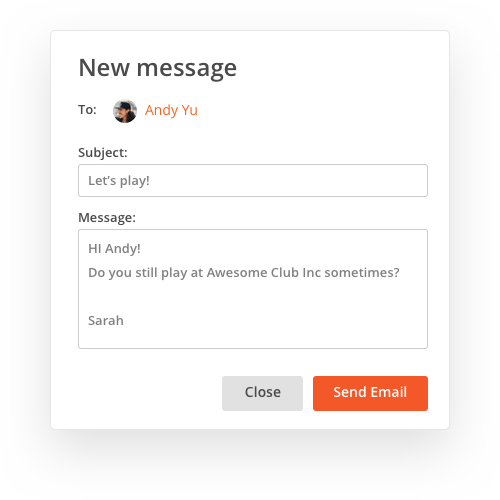 New message
To: Andy Yu
Subject:
Let’s play!
Message:
HI Andy!
Do you still play at Awesome Club Inc sometimes?
Sarah
Close Send Email